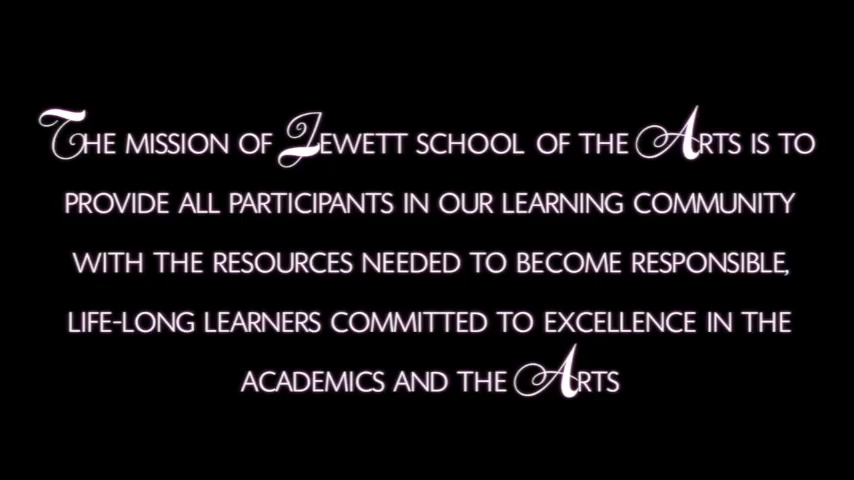 THE MISSION OF JEWETT SCHOOL OF THE ARTS IS TO
PROVIDE ALL PARTICIPANTS IN OUR LEARNING COMMUNITY
WITH THE RESOURCES NEEDED TO BECOME RESPONSIBLE,
LIFE-LONG LEARNERS COMMITTED TO EXCELLENCE IN THE
ACADEMICS AND THE ARTS